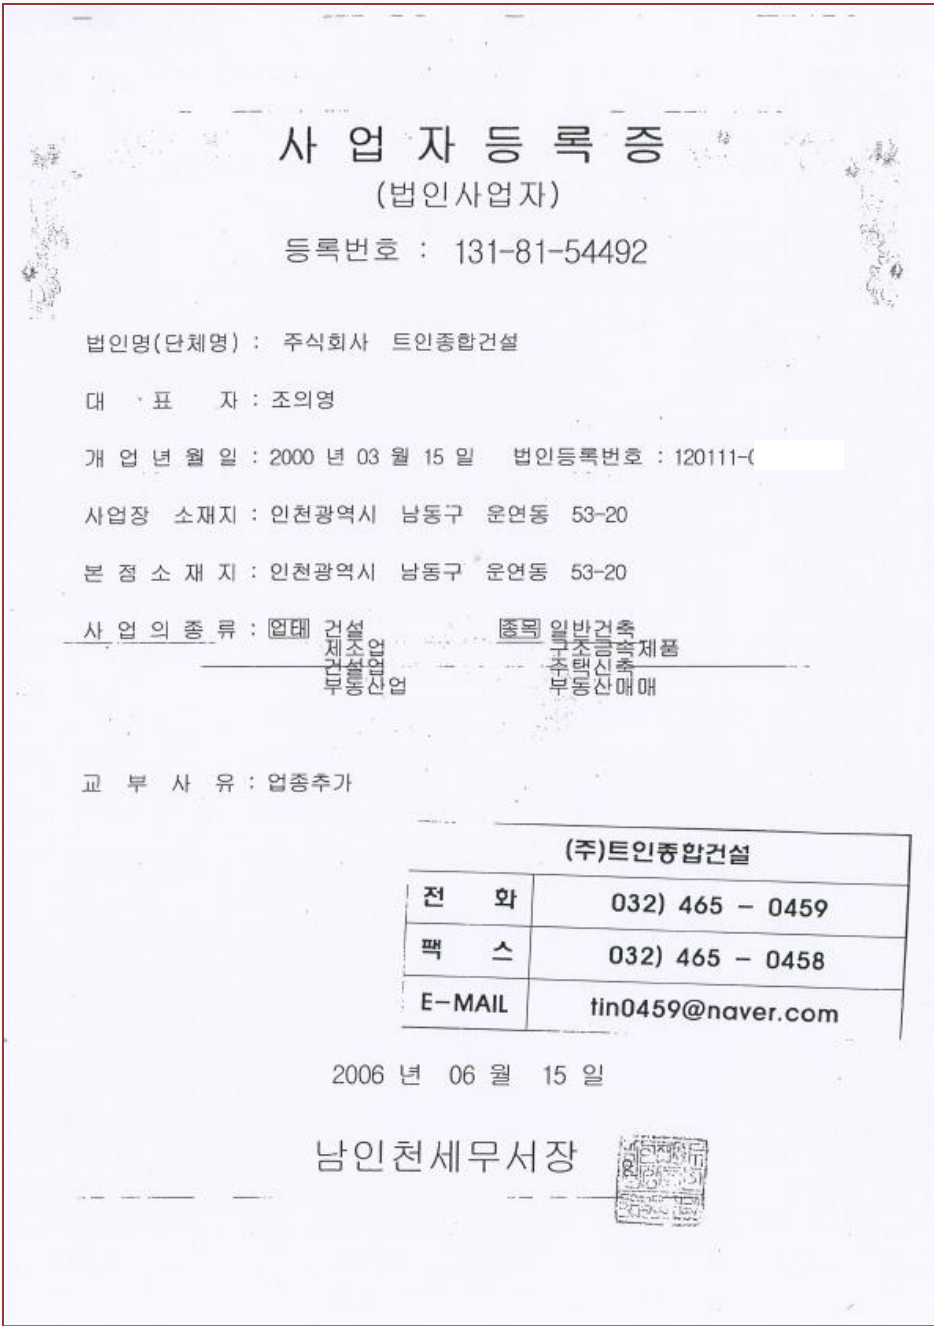 사 업 자 등 록 증
(법인사업자)
등록번호 : 131-81-54492
법인명(단체명) : 주식회사 트인종합건설
대 표 자 : 조의영
개 업 년 월 일 : 2000 년 03 월 15 일 법인등록번호 : 120111-
사업장 소재지 : 인천광역시 남동구 운연동 53-20
본 점 소 재 지 : 인천광역시 남동구 운연동 53-20
사 업 의 종 류 : 업태 건설 종목 일반건축
제조업 구조금속제품
건설업 주택신축
부동산업 부동산매매
교 부 사 유 : 업종추가
(주)트인종합건설
전 화 032) 465 - 0459
팩 스 032) 465 - 0458
E-MAIL tin0459@naver.com
2006 년 06 월 15 일
남인천세무서장